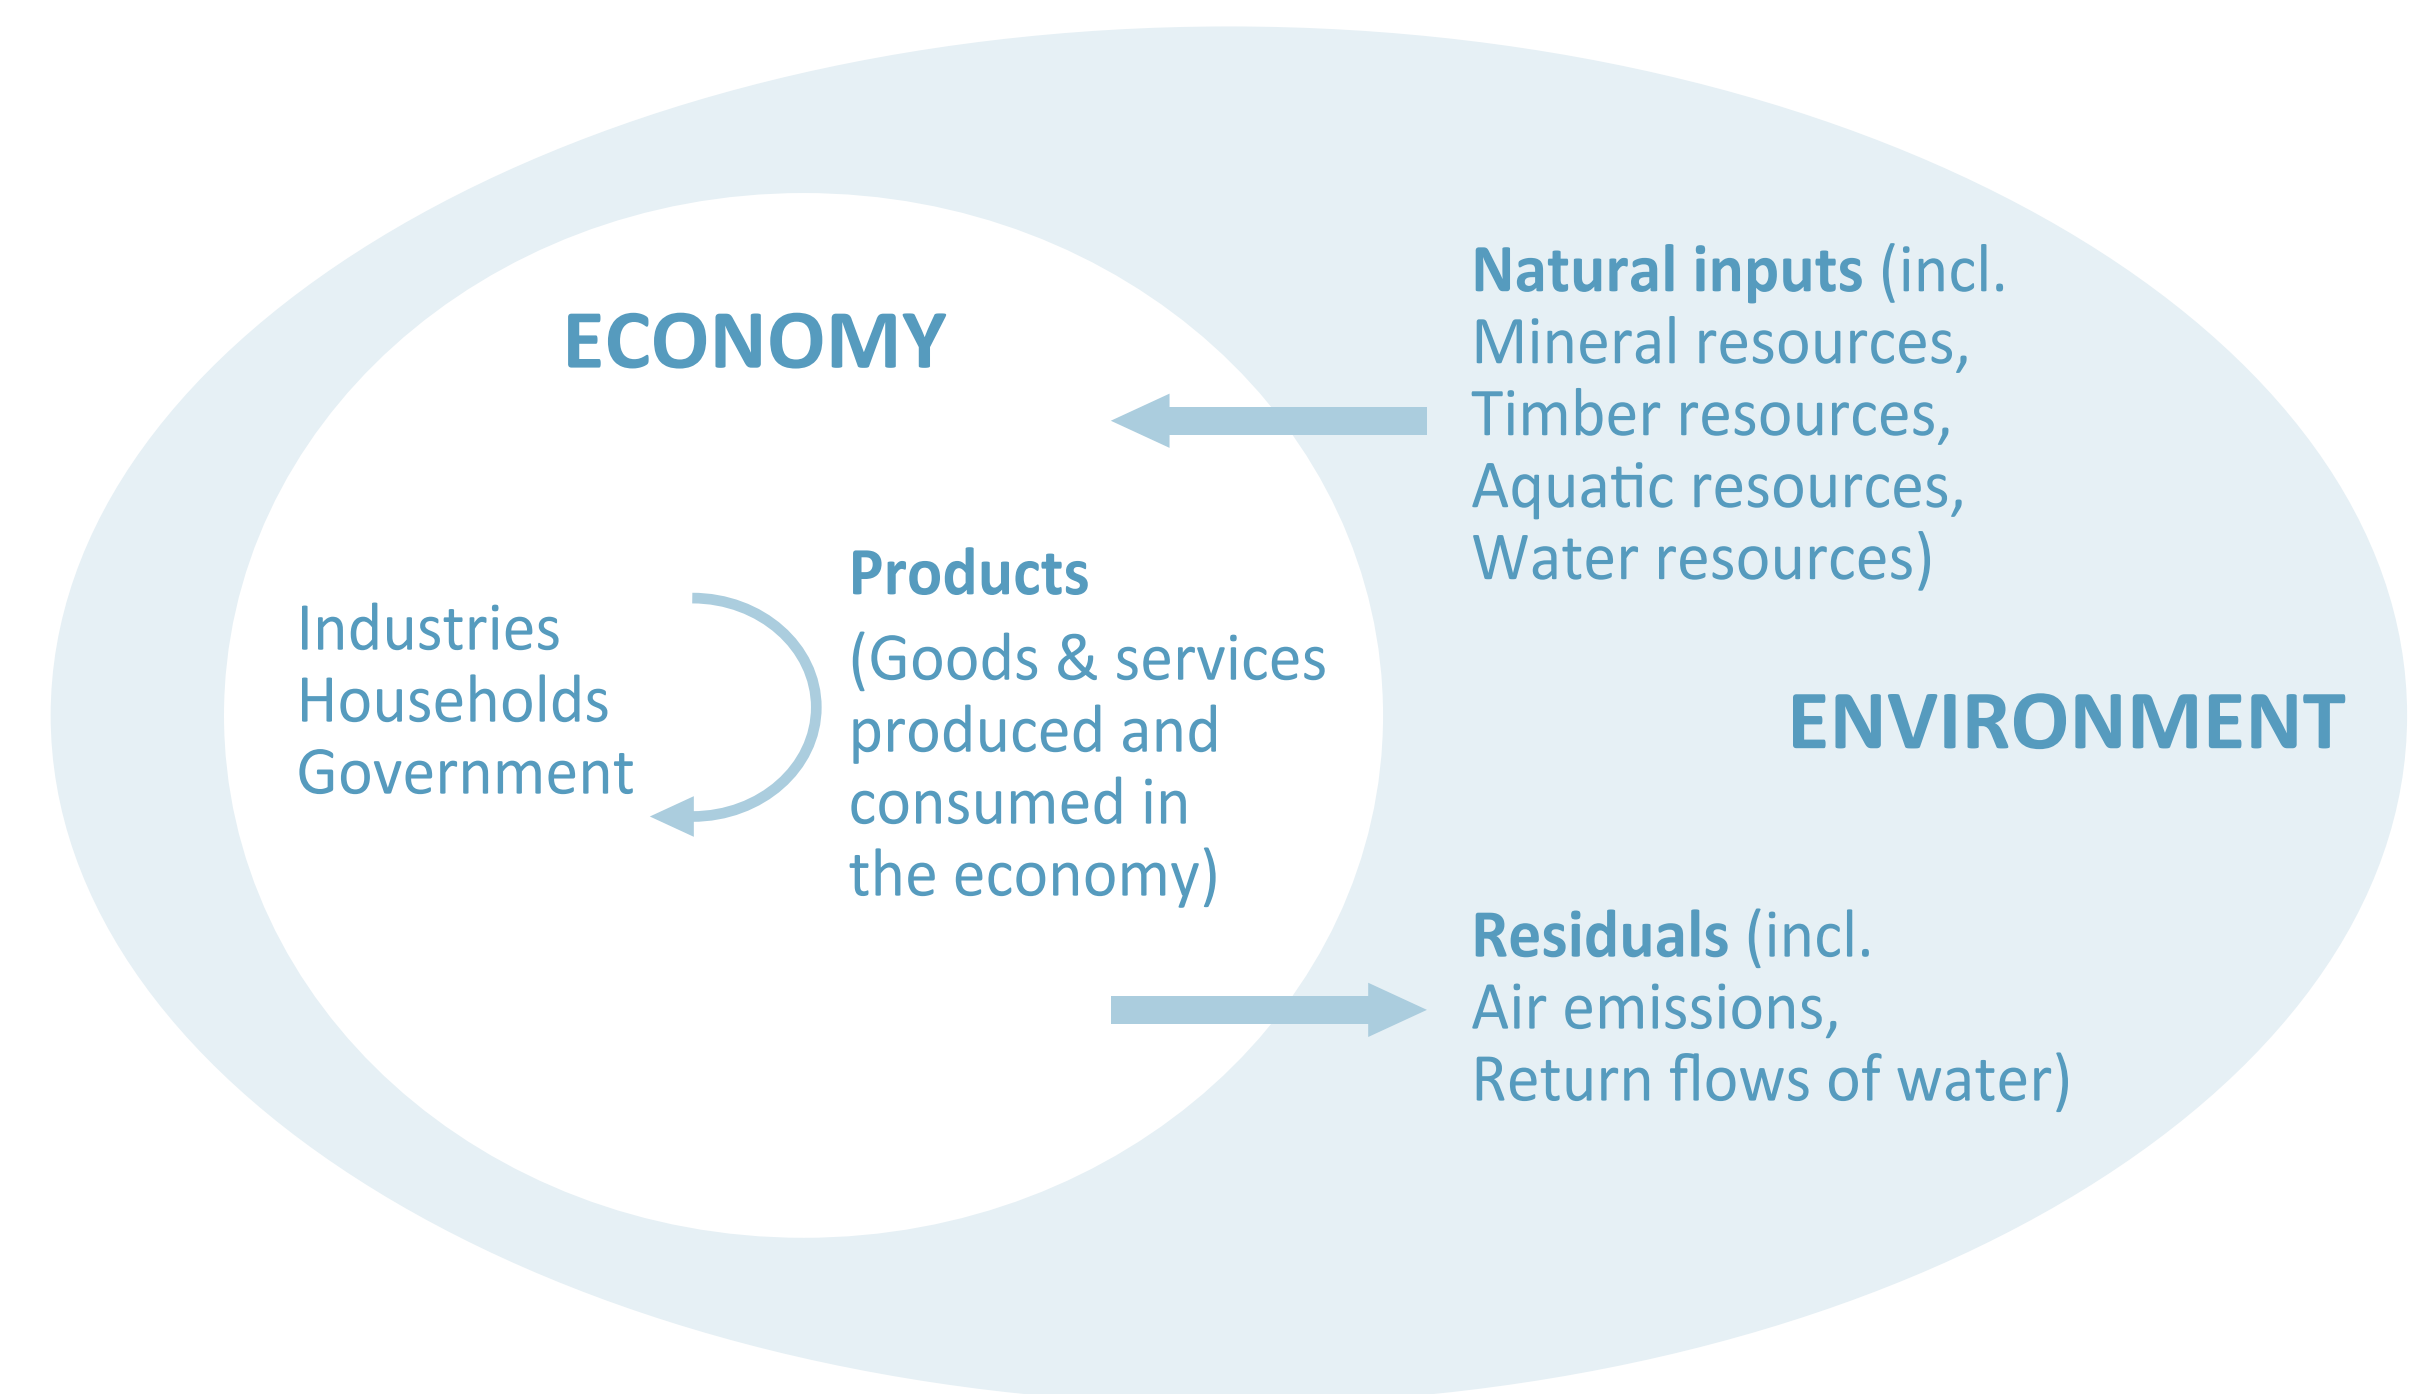 ECONOMY
Industries
Households
Government
Products
(Goods & services
produced and
consumed in
the economy)
Natural inputs (incl.
Mineral resources,
Timber resources,
Aquatic resources,
Water resources)
ENVIRONMENT
Residuals (incl.
Air emissions,
Return flows of water)